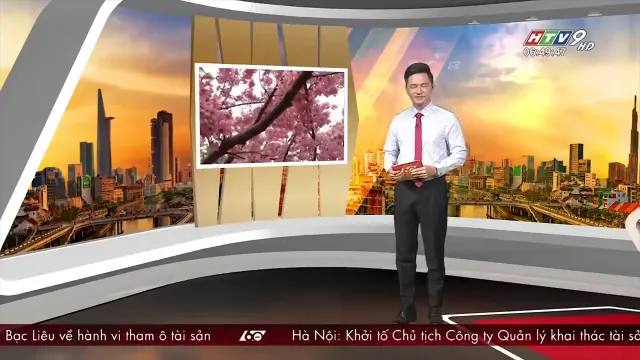 HTV9 HD
06:49:47
Bạc Liêu về hành vi tham ô tài sản
60
Hà Nội: Khởi tố Chủ tịch Công ty Quản lý khai thác tài sả